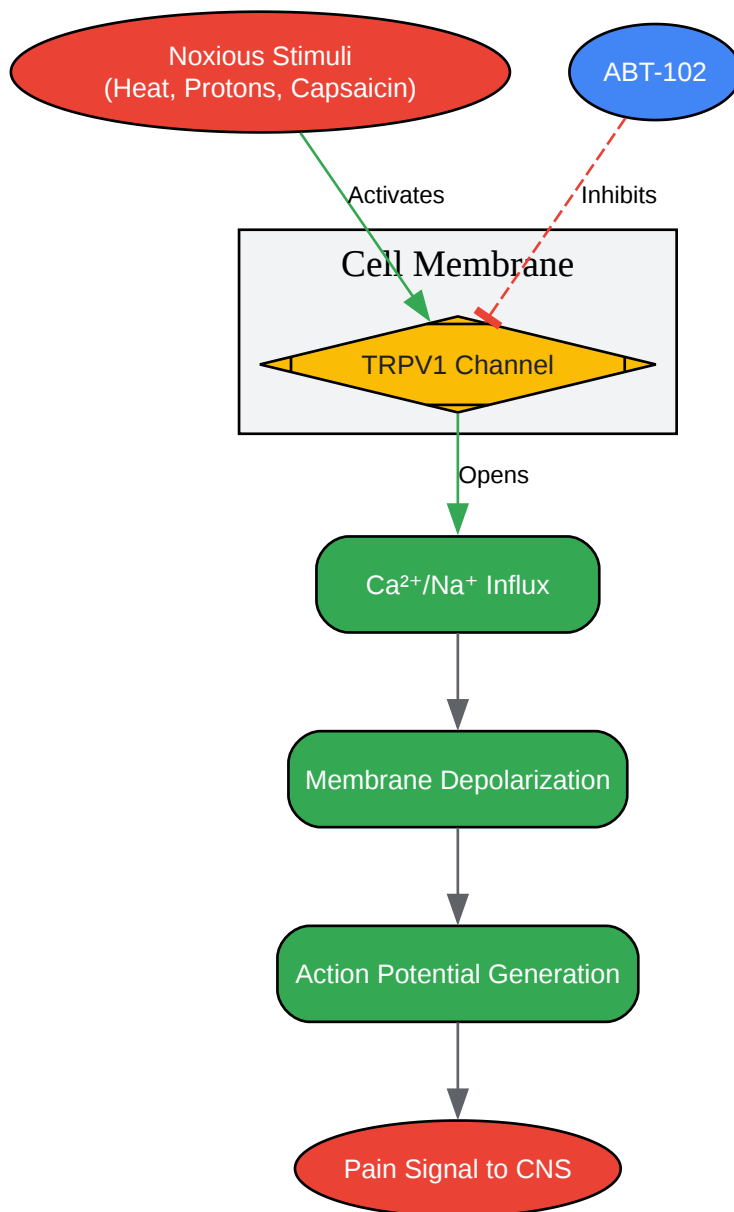 Noxious Stimuli
(Heat, Protons, Capsaicin)
ABT-102
Activates
Inhibits
Cell Membrane
TRPV1 Channel
Opens
Ca²⁺/Na⁺ Influx
Membrane Depolarization
Action Potential Generation
Pain Signal to CNS